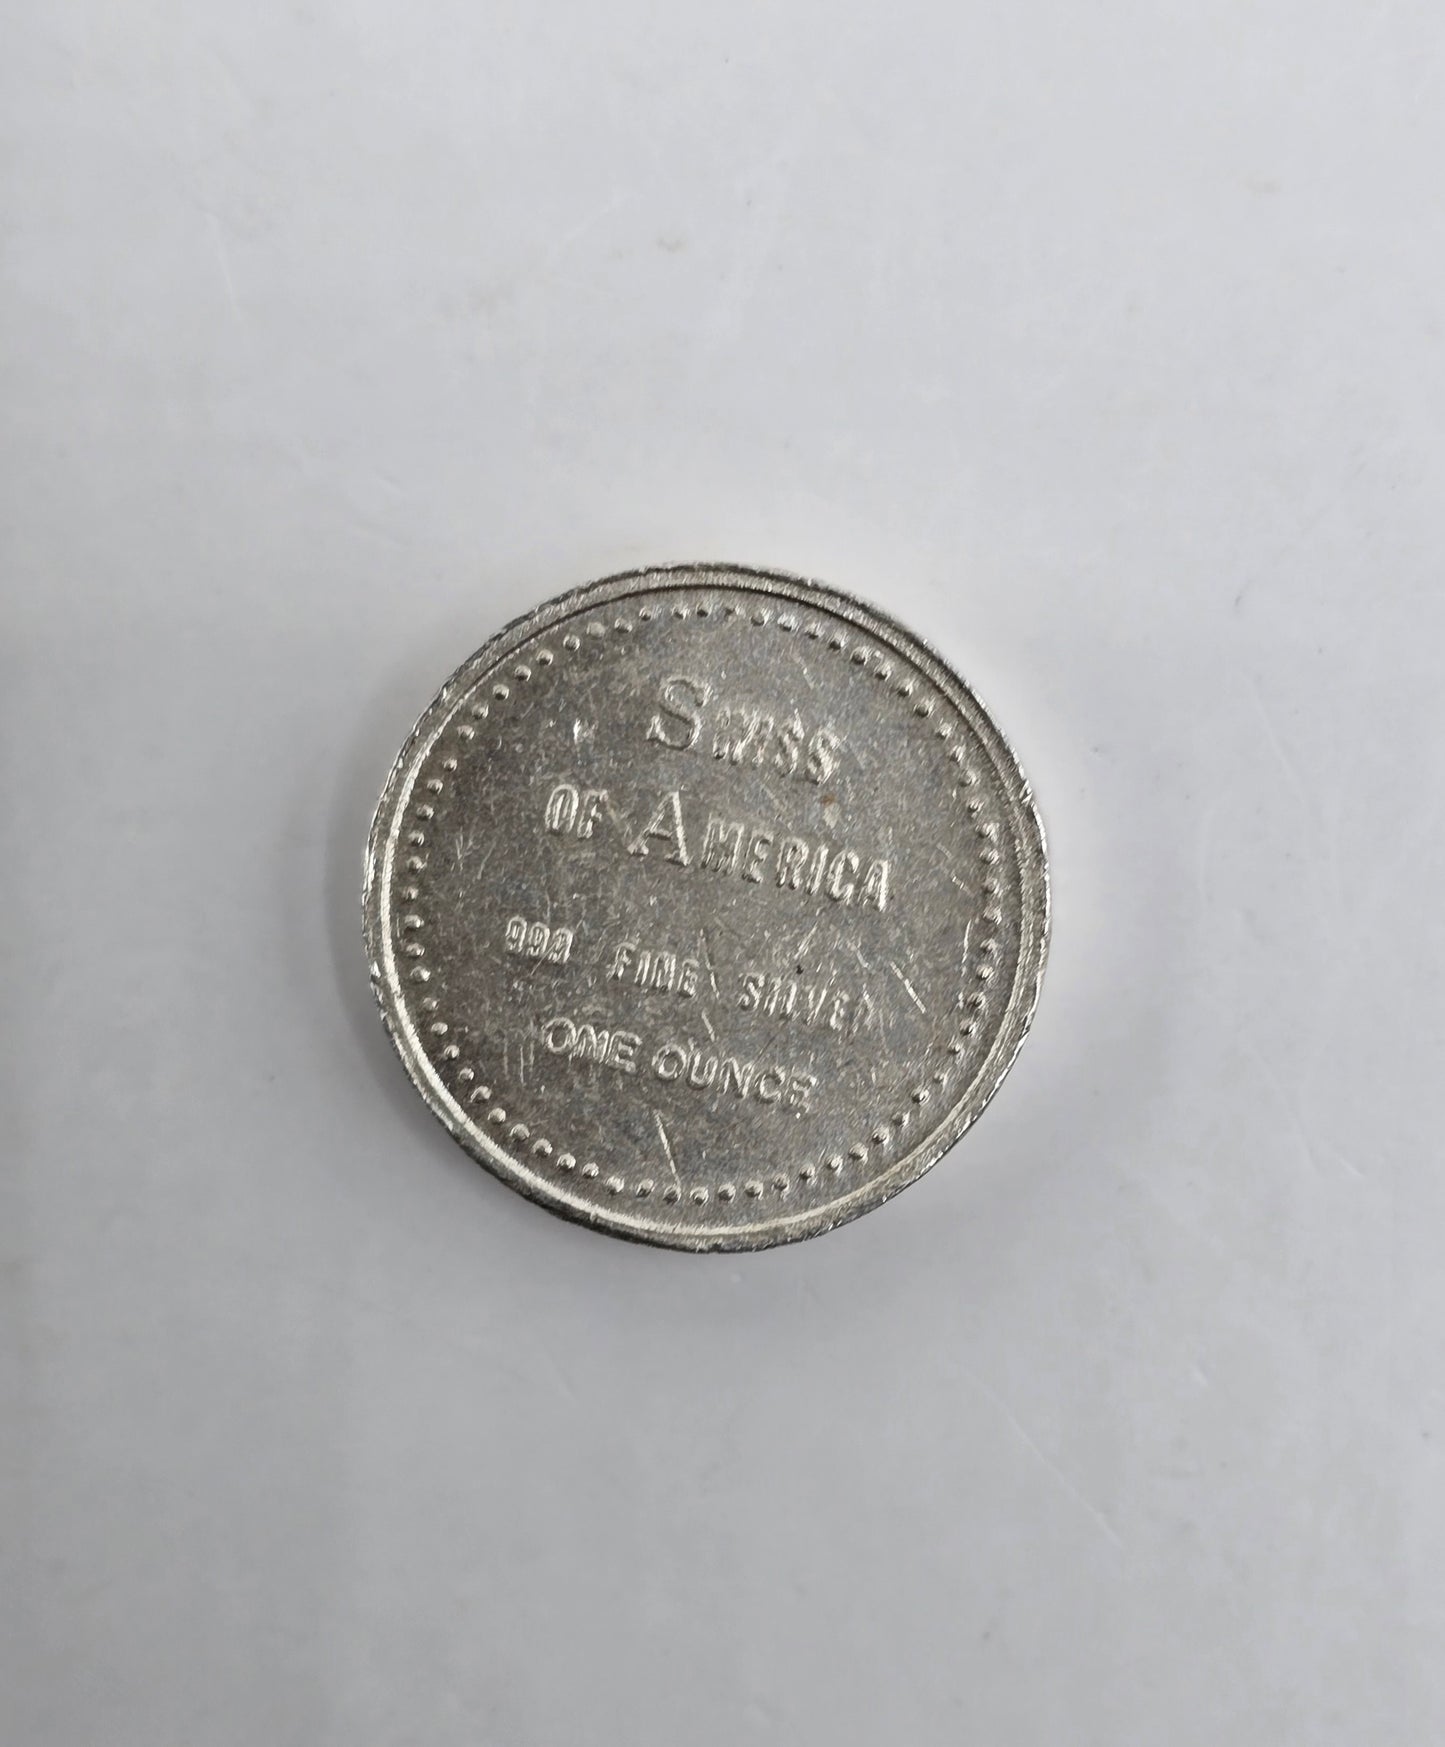 SWISS
OF AMERICA
999 FINE SILVER
ONE OUNCE